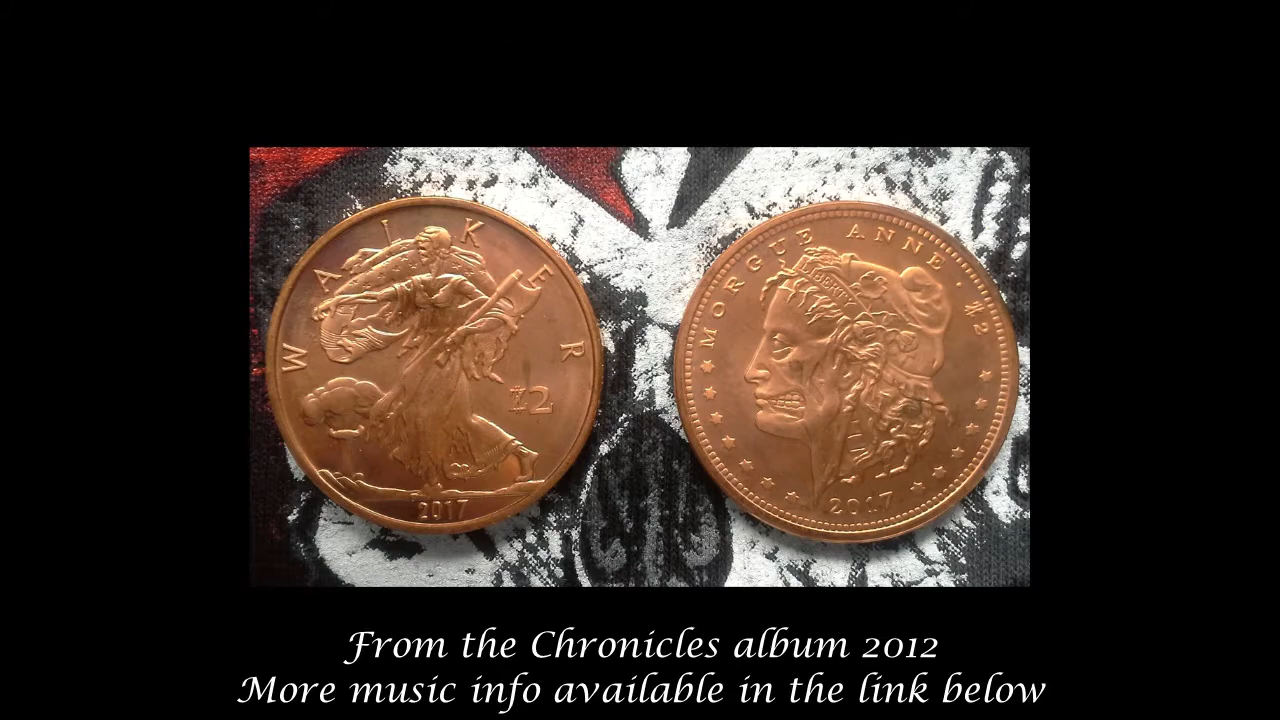 WALKER
‡2
2017
MORGUE ANNE · ‡2
LIBERTY
2017
From the Chronicles album 2012
More music info available in the link below